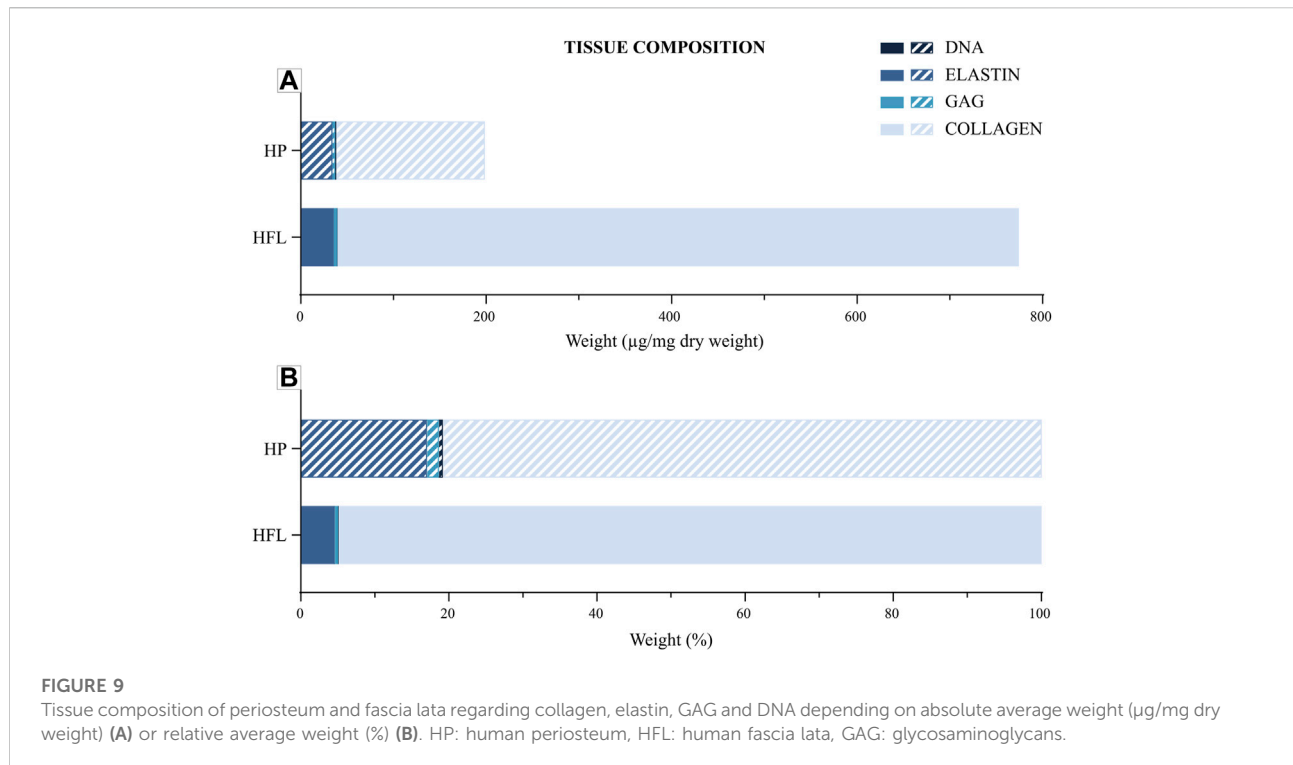 TISSUE COMPOSITION
DNA
ELASTIN
GAG
COLLAGEN
A
HP
HFL
0 200 400 600 800
Weight (µg/mg dry weight)
B
HP
HFL
0 20 40 60 80 100
Weight (%)
FIGURE 9
Tissue composition of periosteum and fascia lata regarding collagen, elastin, GAG and DNA depending on absolute average weight (µg/mg dry
weight) (A) or relative average weight (%) (B). HP: human periosteum, HFL: human fascia lata, GAG: glycosaminoglycans.